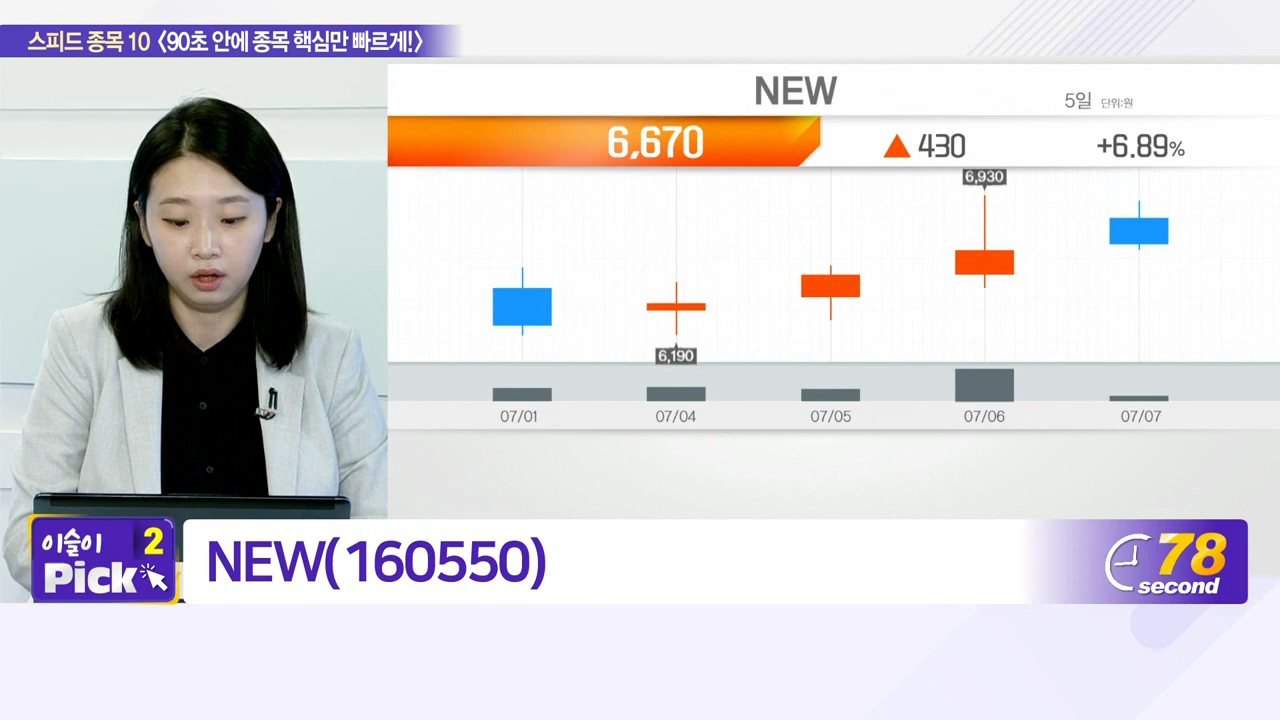 스피드 종목 10 〈90초 안에 종목 핵심만 빠르게!〉
NEW
5일 단위:원
6,670 ▲ 430 +6.89%
6,930
6,190
07/01 07/04 07/05 07/06 07/07
이슬이 2
Pick
NEW(160550)
78
second